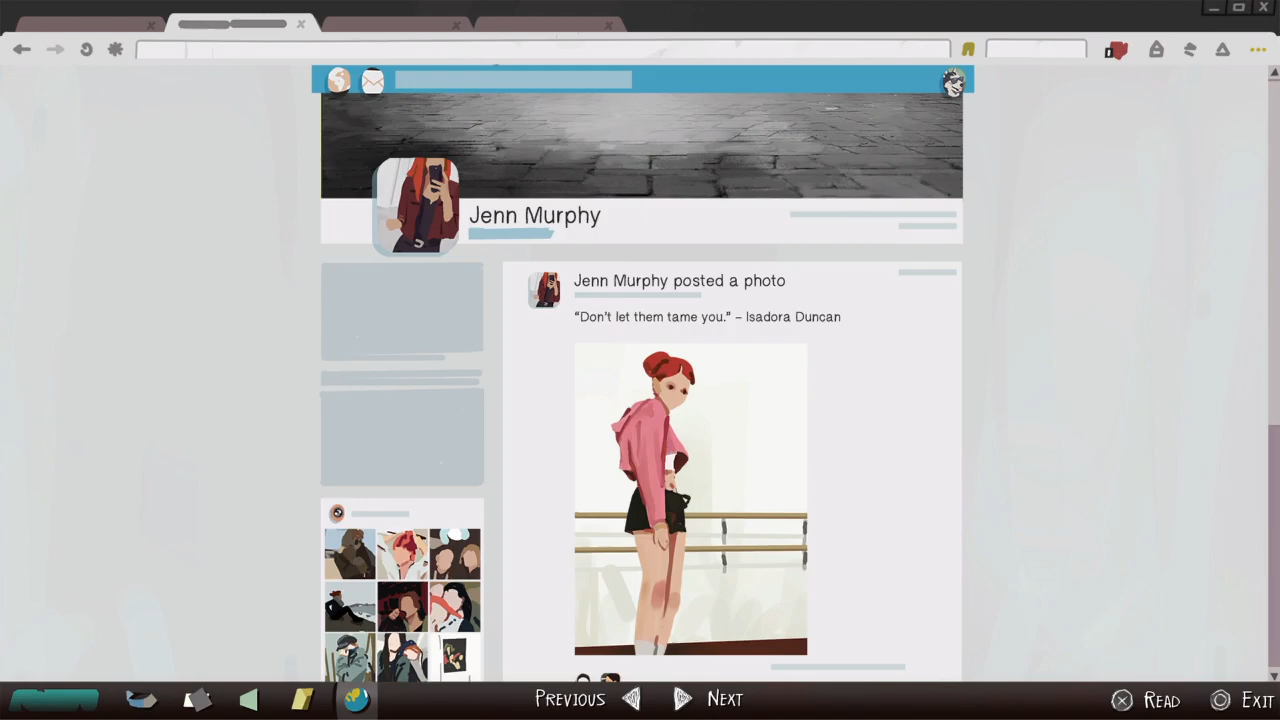 Jenn Murphy
Jenn Murphy posted a photo
“Don’t let them tame you.” – Isadora Duncan
Previous Next Read Exit